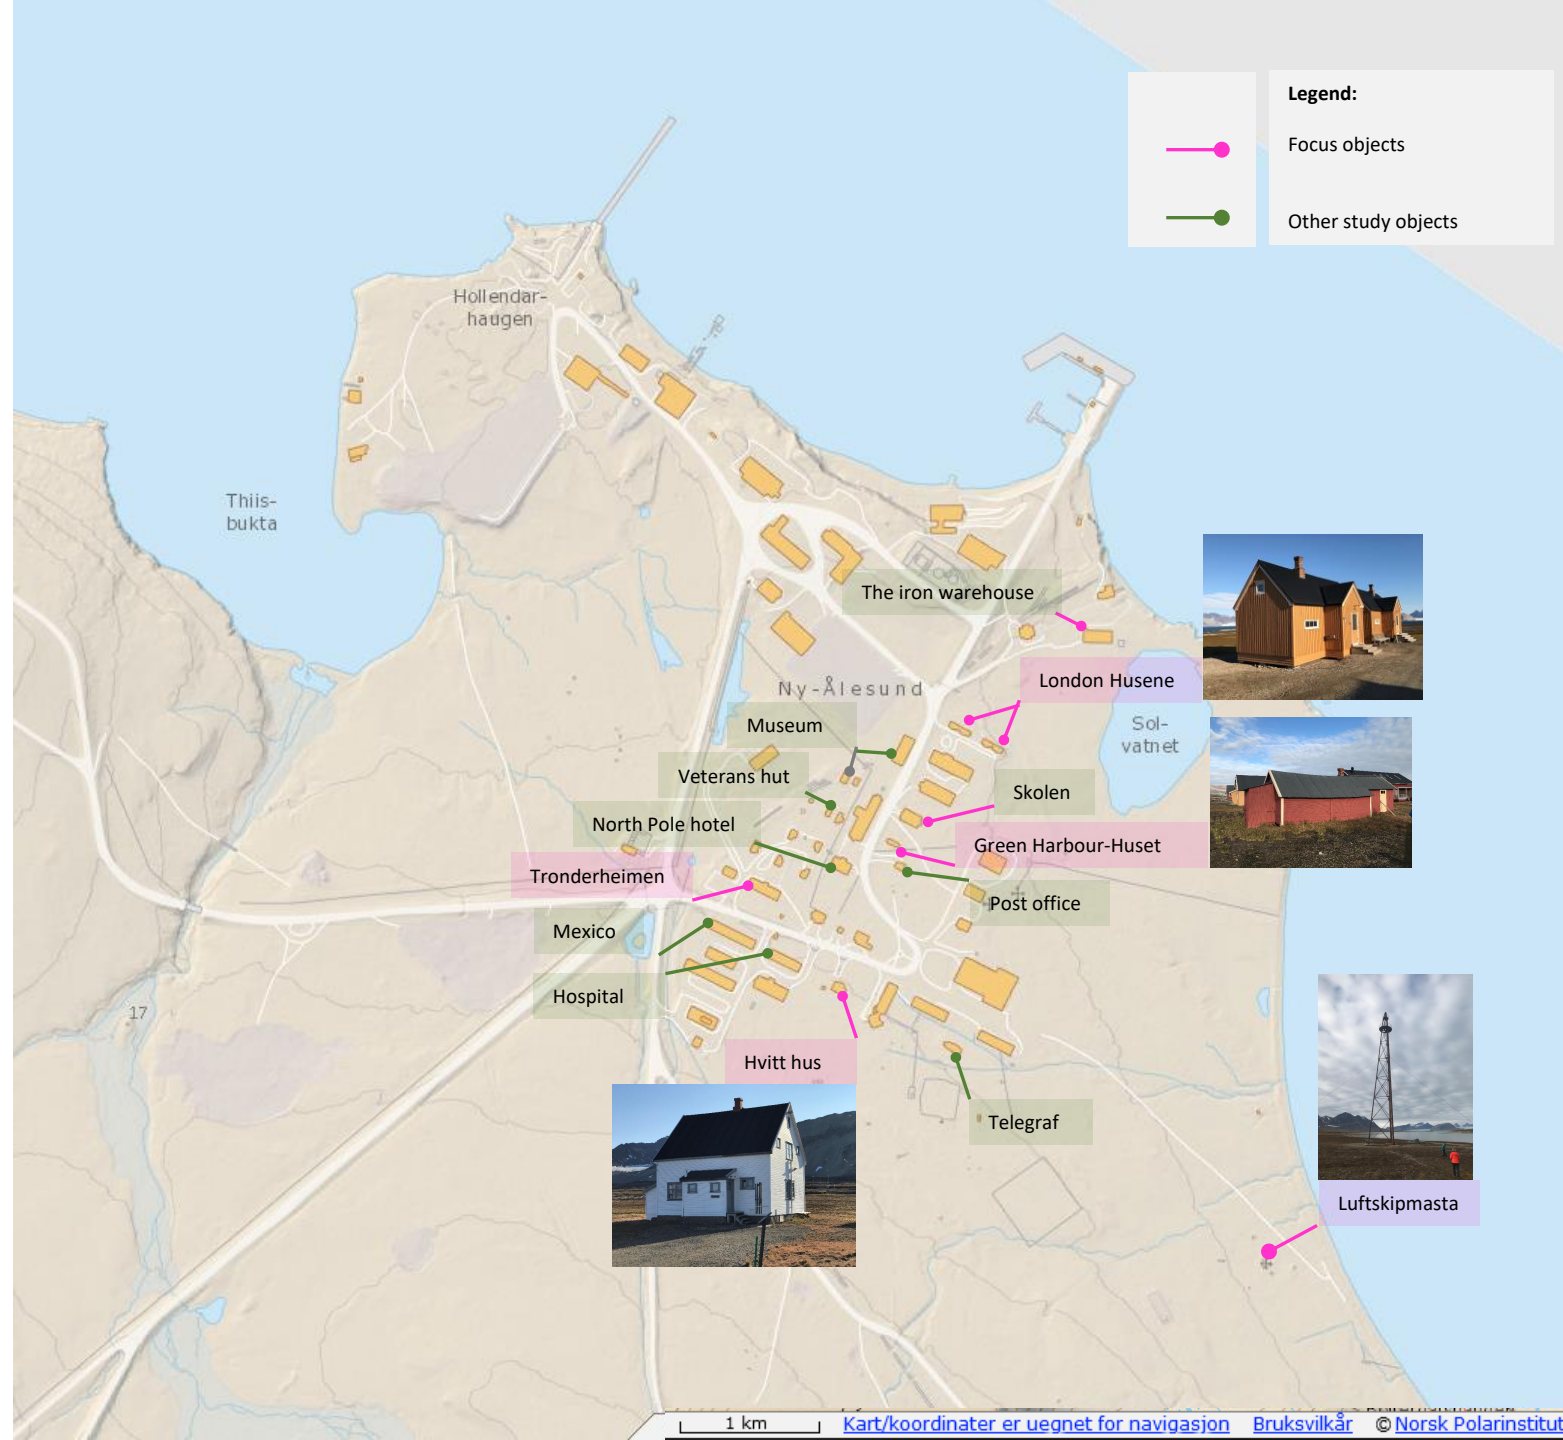 Legend:
Focus objects
Other study objects
Hollendar-
haugen
Thiis-
bukta
The iron warehouse
London Husene
Ny-Ålesund
Museum
Sol-
vatnet
Veterans hut
Skolen
North Pole hotel
Green Harbour-Huset
Tronderheimen
Post office
Mexico
Hospital
17
Hvitt hus
Telegraf
Luftskipmasta
1 km
Kart/koordinater er uegnet for navigasjon
Bruksvilkår
© Norsk Polarinstitut